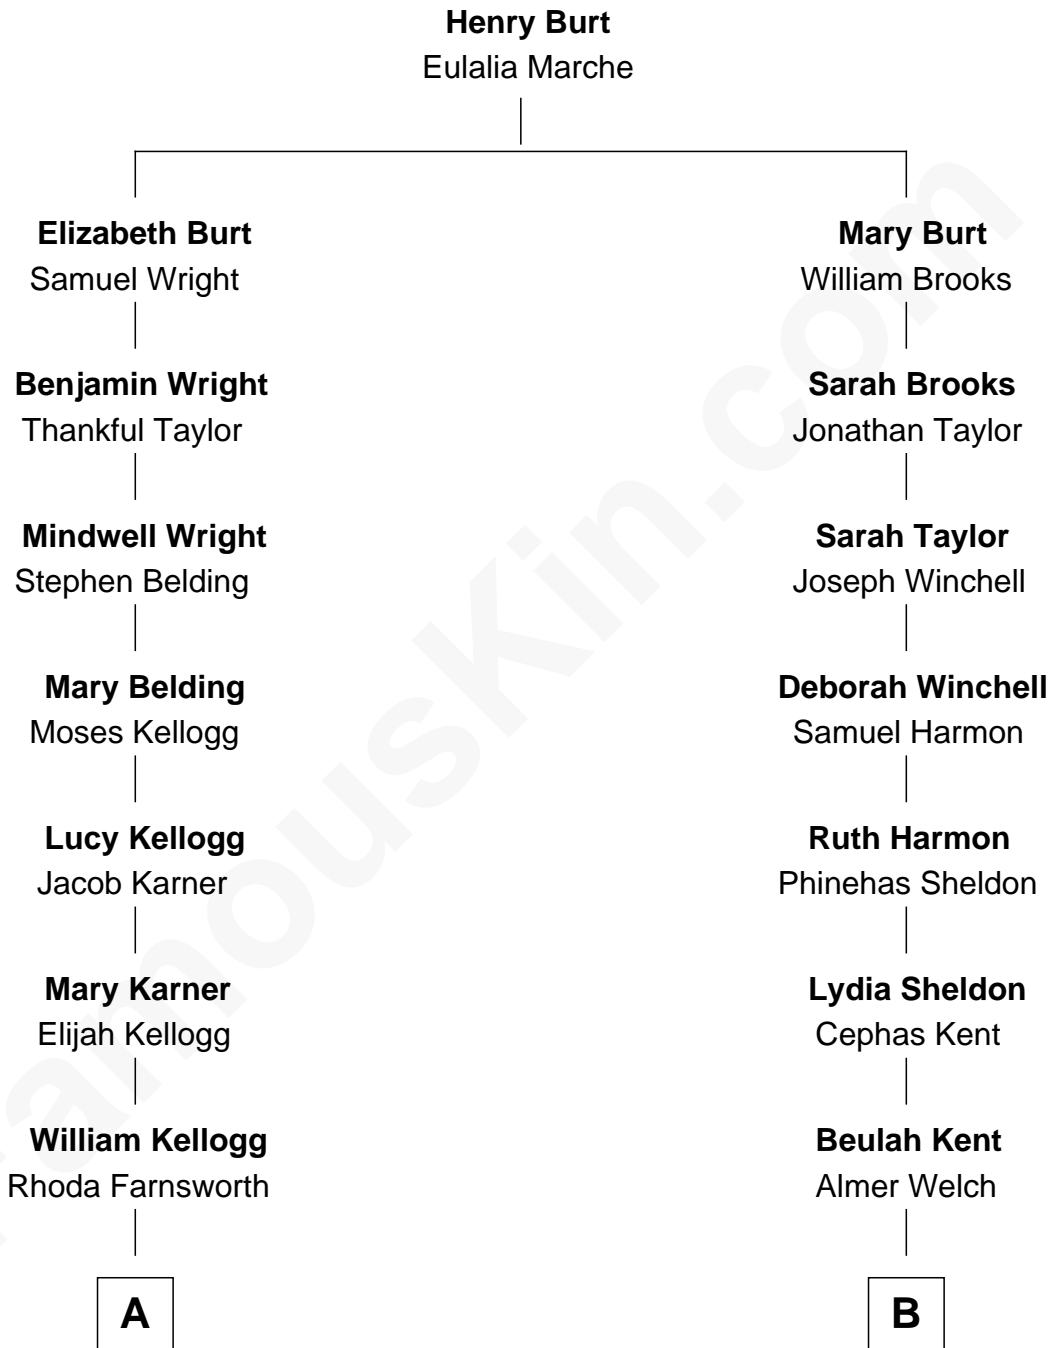 Henry Burt
Eulalia Marche
Elizabeth Burt
Samuel Wright
Mary Burt
William Brooks
Benjamin Wright
Thankful Taylor
Sarah Brooks
Jonathan Taylor
Mindwell Wright
Stephen Belding
Sarah Taylor
Joseph Winchell
Mary Belding
Moses Kellogg
Deborah Winchell
Samuel Harmon
Lucy Kellogg
Jacob Karner
Ruth Harmon
Phinehas Sheldon
Mary Karner
Elijah Kellogg
Lydia Sheldon
Cephas Kent
William Kellogg
Rhoda Farnsworth
Beulah Kent
Almer Welch
A
B
FamousKin.com